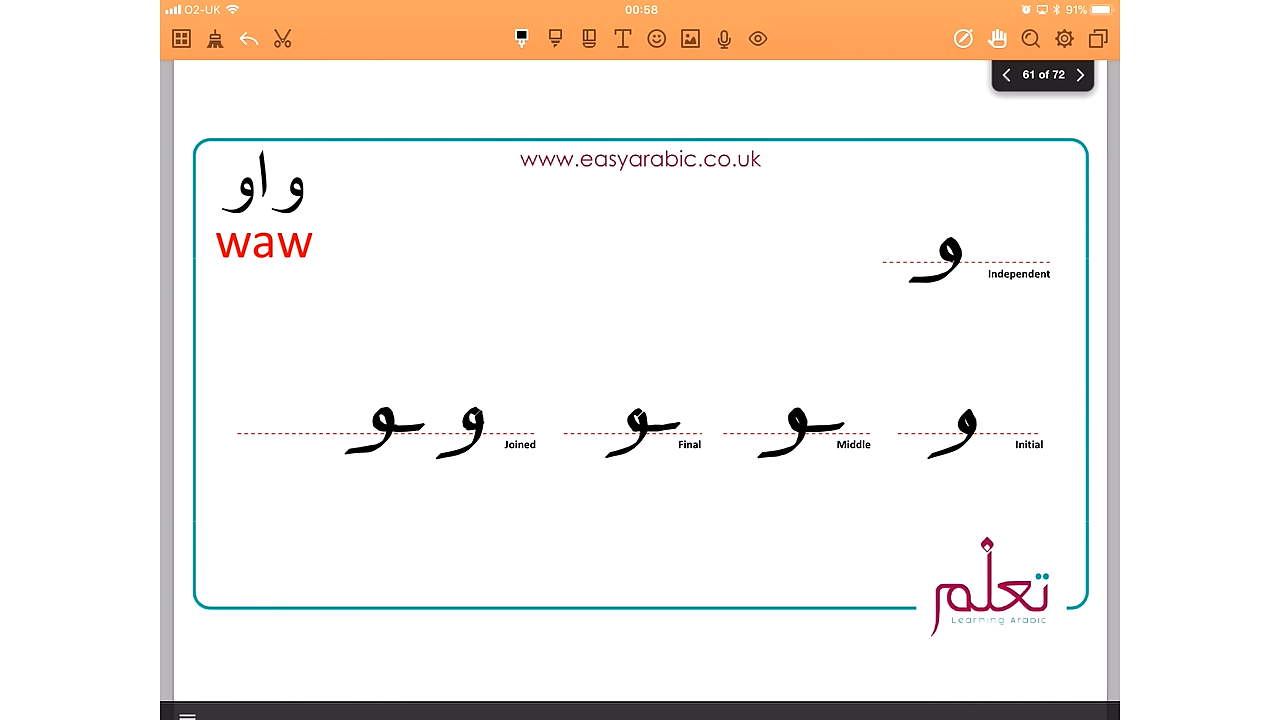 O2-UK 00:58 91%
61 of 72
www.easyarabic.co.uk
واو
waw
و
Independent
و ـو ـو و ـو
Initial Middle Final Joined
تعلم
Learning Arabic